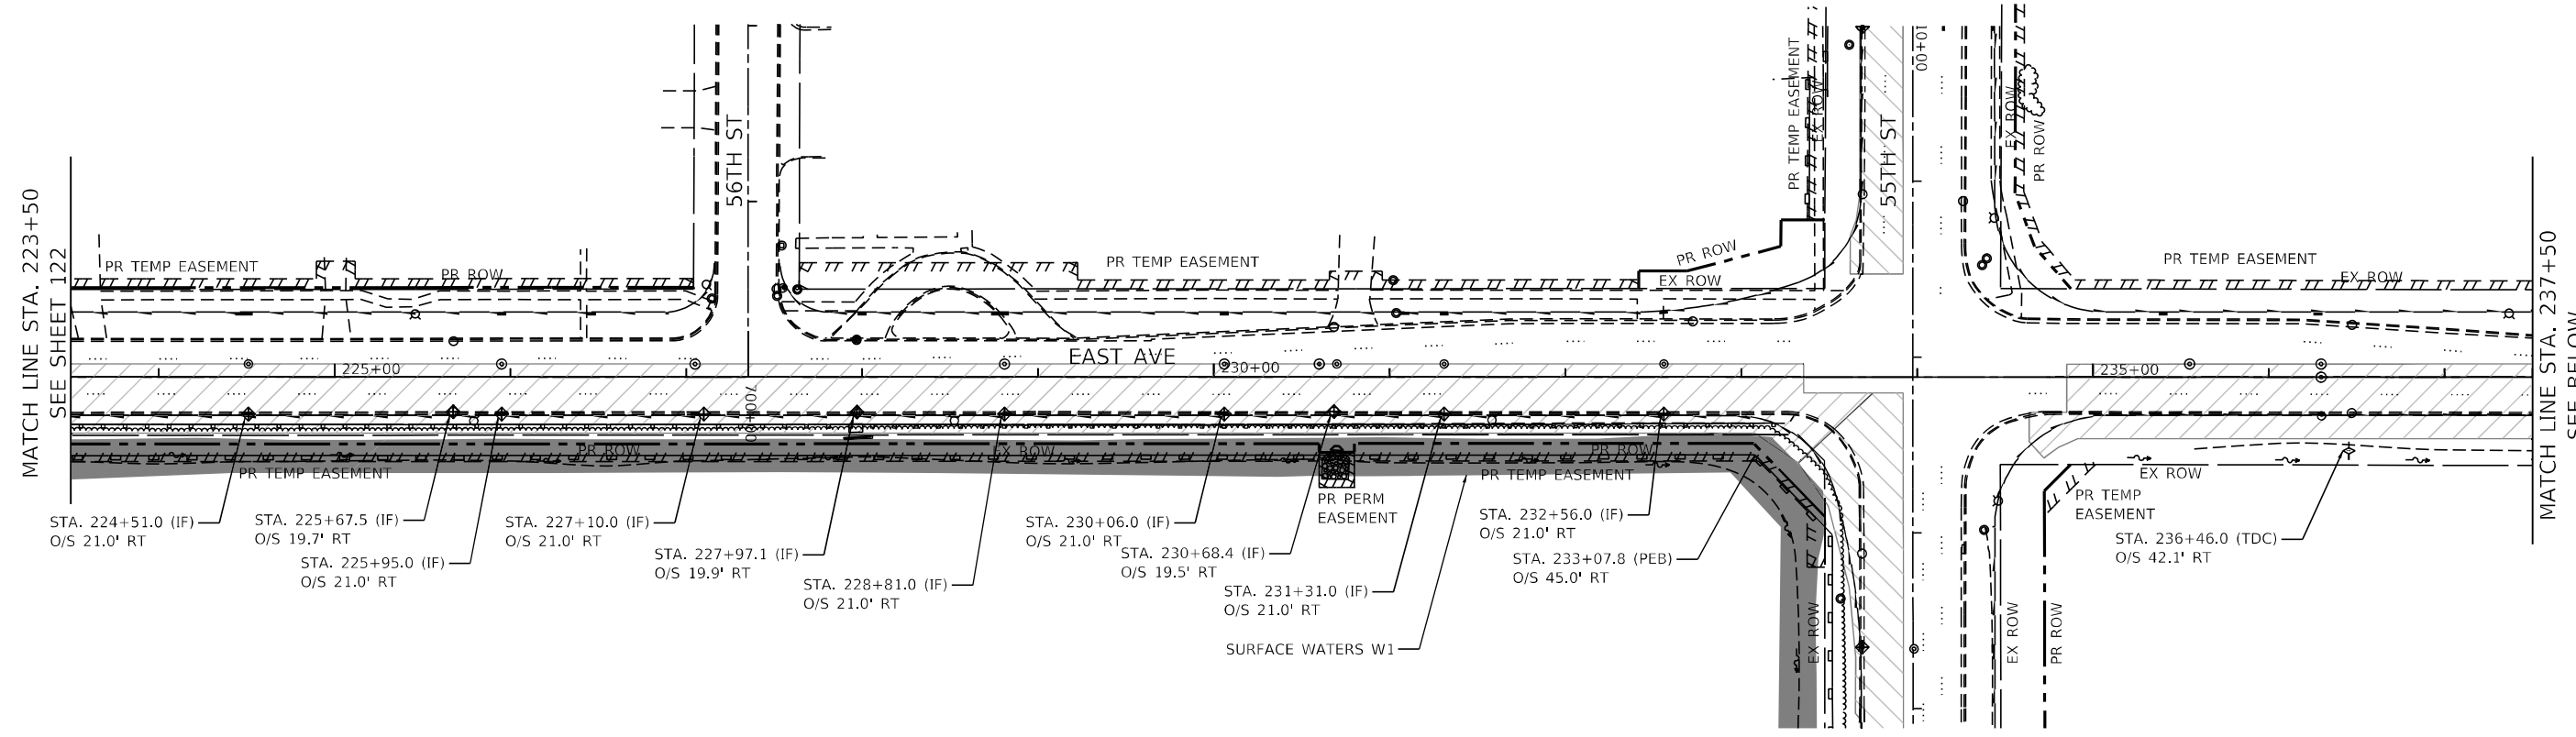 MATCH LINE STA. 223+50
SEE SHEET 122
PR TEMP EASEMENT
PR ROW
56TH ST
PR TEMP EASEMENT
PR ROW
EX ROW
PR TEMP EASEMENT
EX ROW
55TH ST
10+00
EX ROW
PR ROW
PR TEMP EASEMENT
EX ROW
MATCH LINE STA. 237+50
SEE BELOW
225+00
EAST AVE
230+00
235+00
700+00
PR ROW
EX ROW
PR ROW
PR TEMP EASEMENT
PR TEMP EASEMENT
EX ROW
PR PERM
EASEMENT
PR TEMP
EASEMENT
STA. 224+51.0 (IF)
O/S 21.0' RT
STA. 225+67.5 (IF)
O/S 19.7' RT
STA. 225+95.0 (IF)
O/S 21.0' RT
STA. 227+10.0 (IF)
O/S 21.0' RT
STA. 227+97.1 (IF)
O/S 19.9' RT
STA. 228+81.0 (IF)
O/S 21.0' RT
STA. 230+06.0 (IF)
O/S 21.0' RT
STA. 230+68.4 (IF)
O/S 19.5' RT
STA. 231+31.0 (IF)
O/S 21.0' RT
STA. 232+56.0 (IF)
O/S 21.0' RT
STA. 233+07.8 (PEB)
O/S 45.0' RT
STA. 236+46.0 (TDC)
O/S 42.1' RT
SURFACE WATERS W1
EX ROW
EX ROW
PR ROW